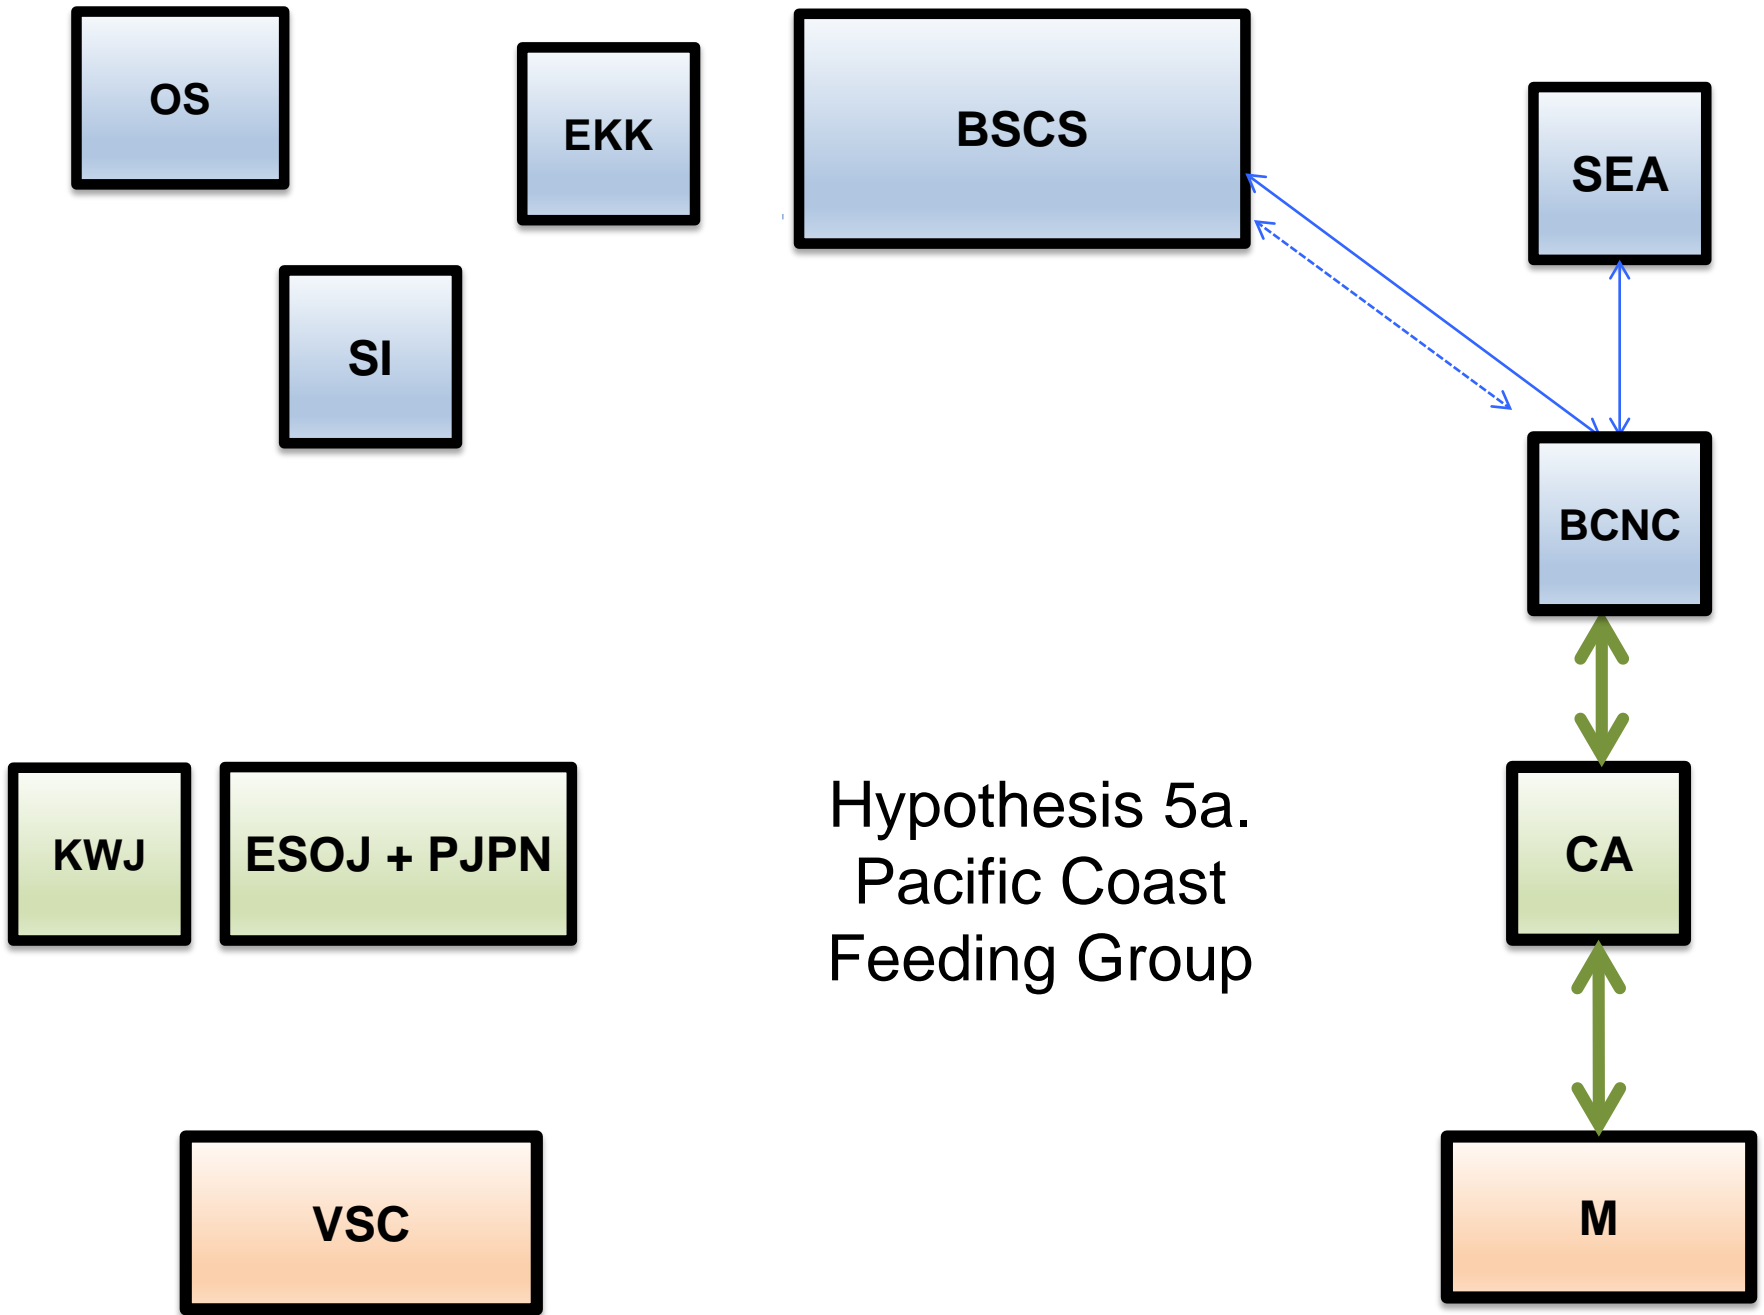 OS
EKK
BSCS
SEA
SI
BCNC
KWJ
ESOJ + PJPN
CA
Hypothesis 5a.
Pacific Coast
Feeding Group
VSC
M